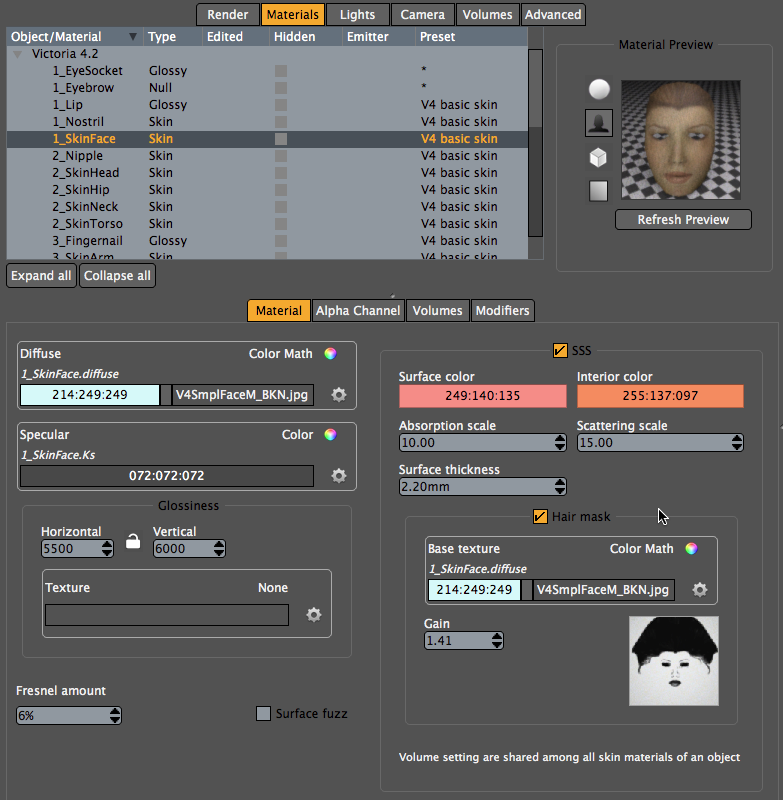 Render Materials Lights Camera Volumes Advanced
Object/Material Type Edited Hidden Emitter Preset
Victoria 4.2
1_EyeSocket Glossy *
1_Eyebrow Null *
1_Lip Glossy V4 basic skin
1_Nostril Skin V4 basic skin
1_SkinFace Skin V4 basic skin
2_Nipple Skin V4 basic skin
2_SkinHead Skin V4 basic skin
2_SkinHip Skin V4 basic skin
2_SkinNeck Skin V4 basic skin
2_SkinTorso Skin V4 basic skin
3_Fingernail Glossy V4 basic skin
3_SkinArm Skin V4 basic skin
Material Preview
Refresh Preview
Expand all Collapse all
Material Alpha Channel Volumes Modifiers
Diffuse Color Math
1_SkinFace.diffuse
214:249:249 V4SmplFaceM_BKN.jpg
Specular Color
1_SkinFace.Ks
072:072:072
Glossiness
Horizontal Vertical
5500 6000
Texture None
Fresnel amount
6% Surface fuzz
SSS
Surface color Interior color
249:140:135 255:137:097
Absorption scale Scattering scale
10.00 15.00
Surface thickness
2.20mm
Hair mask
Base texture Color Math
1_SkinFace.diffuse
214:249:249 V4SmplFaceM_BKN.jpg
Gain
1.41
Volume setting are shared among all skin materials of an object